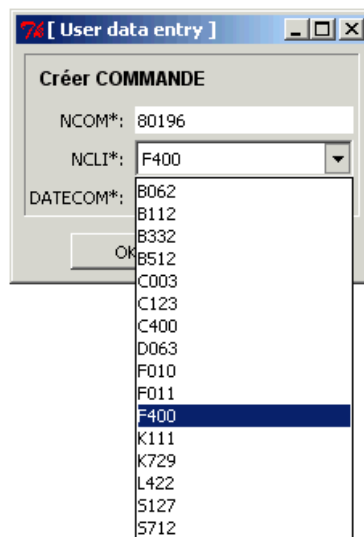 [ User data entry ]
Créer COMMANDE
NCOM*: 80196
NCLI*: F400
DATECOM*:
OK
B062
B112
B332
B512
C003
C123
C400
D063
F010
F011
F400
K111
K729
L422
S127
S712